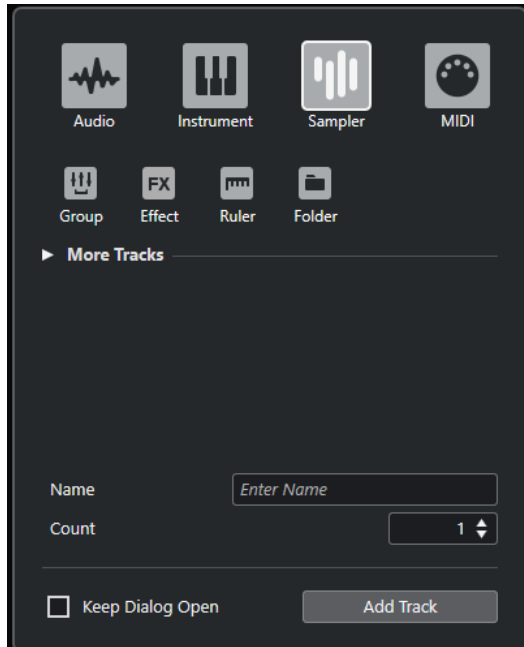 Audio Instrument Sampler MIDI
FX
Group Effect Ruler Folder
More Tracks
Name Enter Name
Count 1
Keep Dialog Open Add Track